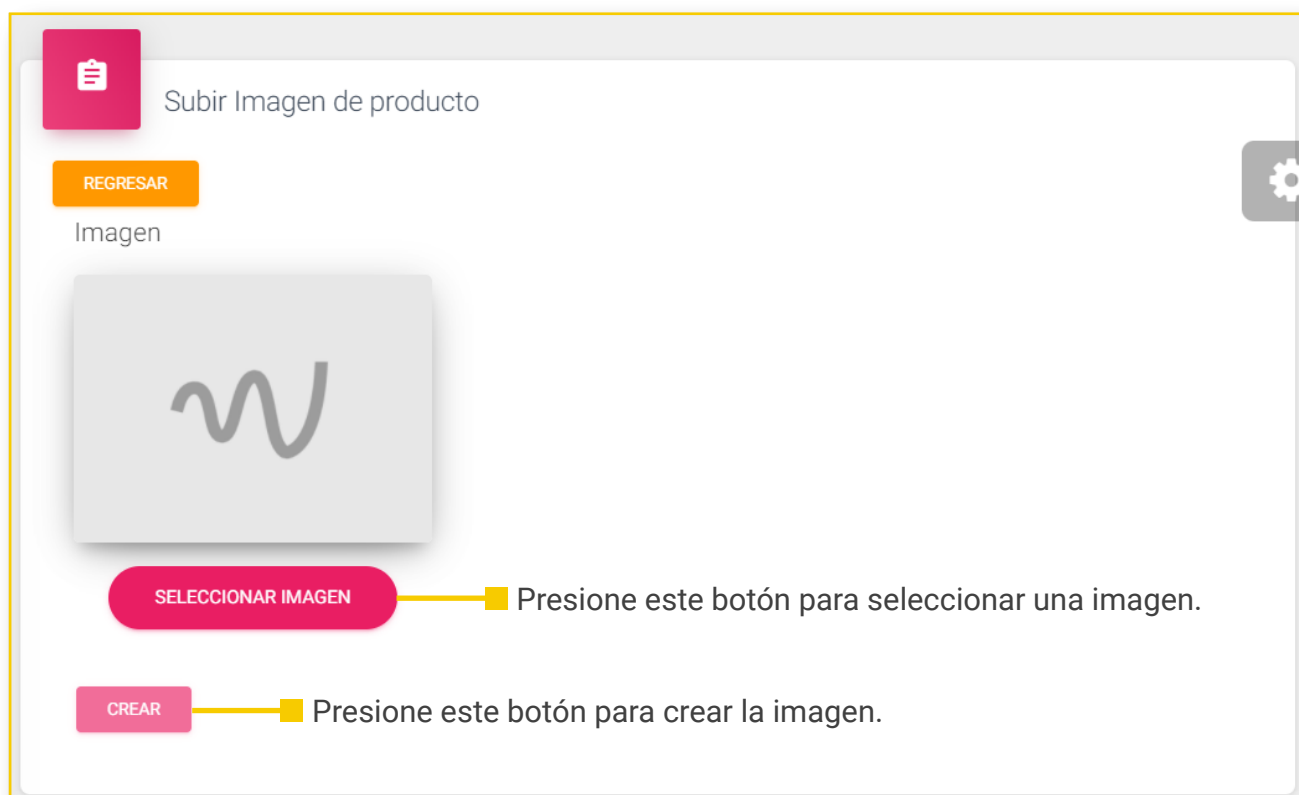 Subir Imagen de producto
REGRESAR
Imagen
SELECCIONAR IMAGEN
Presione este botón para seleccionar una imagen.
CREAR
Presione este botón para crear la imagen.